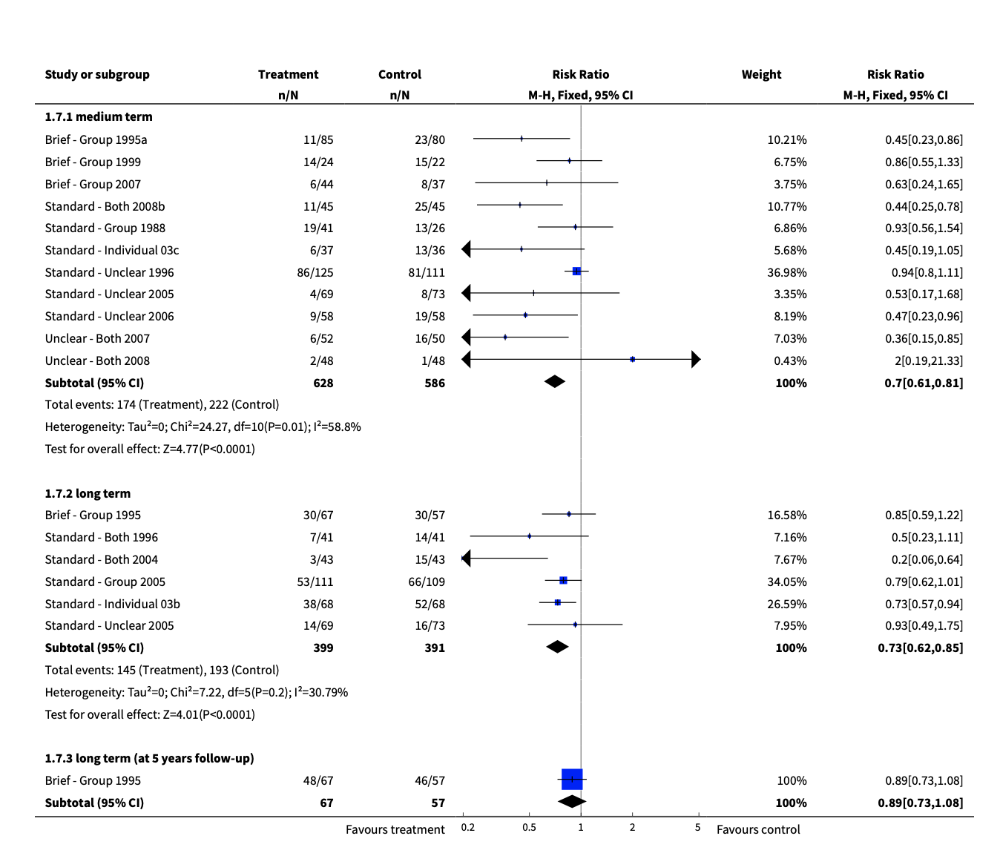 Study or subgroup Treatment Control Risk Ratio Weight Risk Ratio
n/N n/N M-H, Fixed, 95% CI M-H, Fixed, 95% CI
1.7.1 medium term
Brief - Group 1995a 11/85 23/80 10.21% 0.45[0.23,0.86]
Brief - Group 1999 14/24 15/22 6.75% 0.86[0.55,1.33]
Brief - Group 2007 6/44 8/37 3.75% 0.63[0.24,1.65]
Standard - Both 2008b 11/45 25/45 10.77% 0.44[0.25,0.78]
Standard - Group 1988 19/41 13/26 6.86% 0.93[0.56,1.54]
Standard - Individual 03c 6/37 13/36 5.68% 0.45[0.19,1.05]
Standard - Unclear 1996 86/125 81/111 36.98% 0.94[0.8,1.11]
Standard - Unclear 2005 4/69 8/73 3.35% 0.53[0.17,1.68]
Standard - Unclear 2006 9/58 19/58 8.19% 0.47[0.23,0.96]
Unclear - Both 2007 6/52 16/50 7.03% 0.36[0.15,0.85]
Unclear - Both 2008 2/48 1/48 0.43% 2[0.19,21.33]
Subtotal (95% CI) 628 586 100% 0.7[0.61,0.81]
Total events: 174 (Treatment), 222 (Control)
Heterogeneity: Tau²=0; Chi²=24.27, df=10(P=0.01); I²=58.8%
Test for overall effect: Z=4.77(P<0.0001)
1.7.2 long term
Brief - Group 1995 30/67 30/57 16.58% 0.85[0.59,1.22]
Standard - Both 1996 7/41 14/41 7.16% 0.5[0.23,1.11]
Standard - Both 2004 3/43 15/43 7.67% 0.2[0.06,0.64]
Standard - Group 2005 53/111 66/109 34.05% 0.79[0.62,1.01]
Standard - Individual 03b 38/68 52/68 26.59% 0.73[0.57,0.94]
Standard - Unclear 2005 14/69 16/73 7.95% 0.93[0.49,1.75]
Subtotal (95% CI) 399 391 100% 0.73[0.62,0.85]
Total events: 145 (Treatment), 193 (Control)
Heterogeneity: Tau²=0; Chi²=7.22, df=5(P=0.2); I²=30.79%
Test for overall effect: Z=4.01(P<0.0001)
1.7.3 long term (at 5 years follow-up)
Brief - Group 1995 48/67 46/57 100% 0.89[0.73,1.08]
Subtotal (95% CI) 67 57 100% 0.89[0.73,1.08]
Favours treatment 0.2 0.5 1 2 5 Favours control